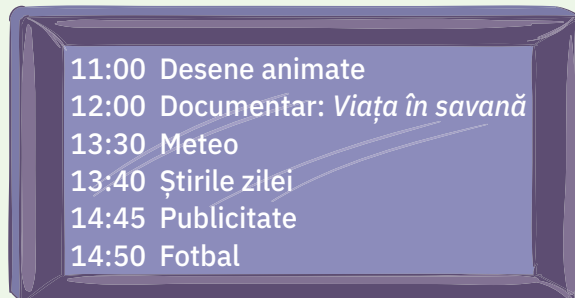 11:00 Desene animate
12:00 Documentar: Viața în savană
13:30 Meteo
13:40 Știrile zilei
14:45 Publicitate
14:50 Fotbal